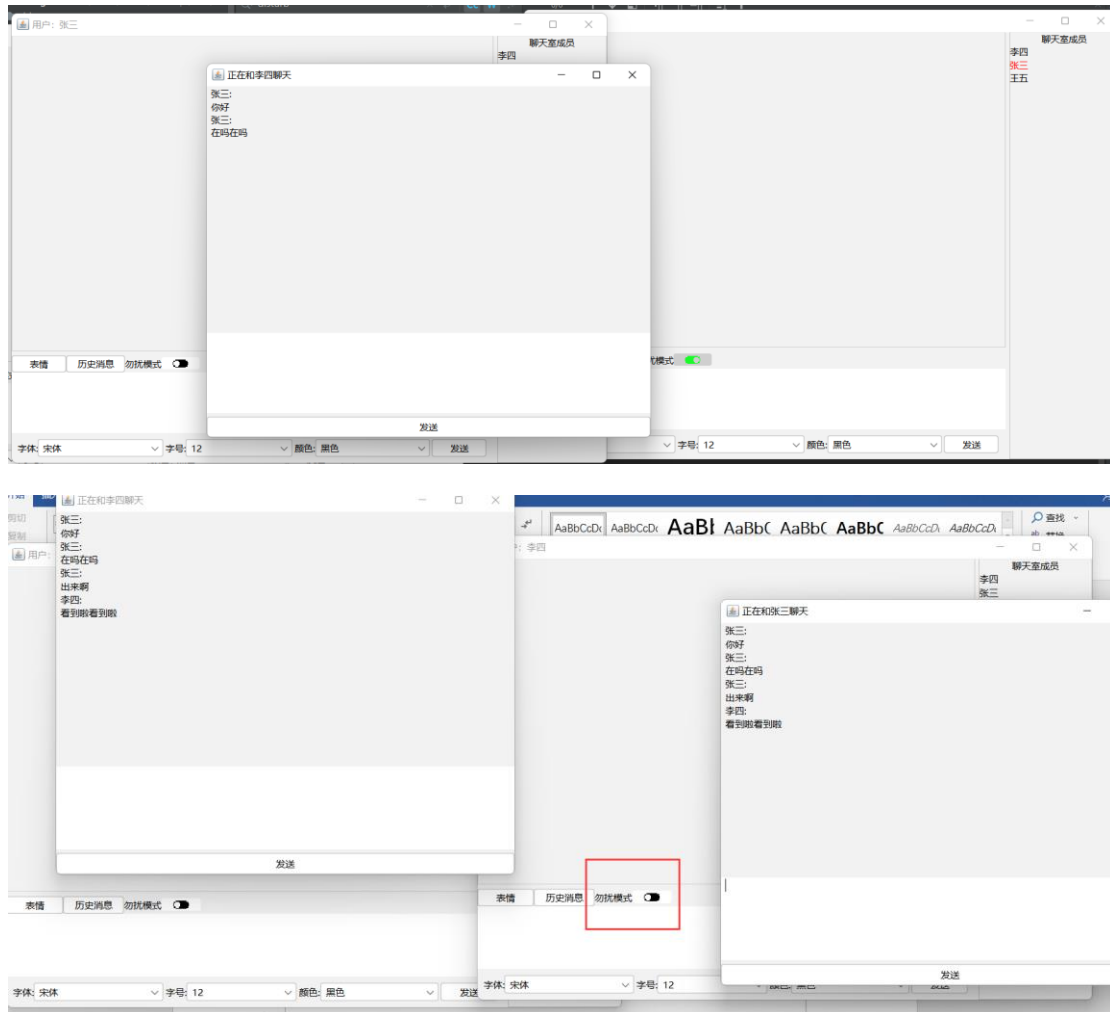 用户：张三
聊天室成员
李四
正在和李四聊天
张三:
你好
张三:
在吗在吗
发送
表情
历史消息
勿扰模式
字体:
宋体
字号:
12
颜色:
黑色
发送
聊天室成员
李四
张三
王五
扰模式
字号:
12
颜色:
黑色
发送
正在和李四聊天
张三:
你好
张三:
在吗在吗
张三:
出来啊
李四:
看到啦看到啦
发送
剪切
AaBbCcDc
AaBbCcDc
AaBb
AaBbC
AaBbC
AaBbC
AaBbCcD
AaBbCcD
查找
用户:
李四
聊天室成员
李四
张三
正在和张三聊天
张三:
你好
张三:
在吗在吗
张三:
出来啊
李四:
看到啦看到啦
发送
表情
历史消息
勿扰模式
字体:
宋体
字号:
12
颜色:
黑色
发送
表情
历史消息
勿扰模式
字体:
宋体
字号:
12